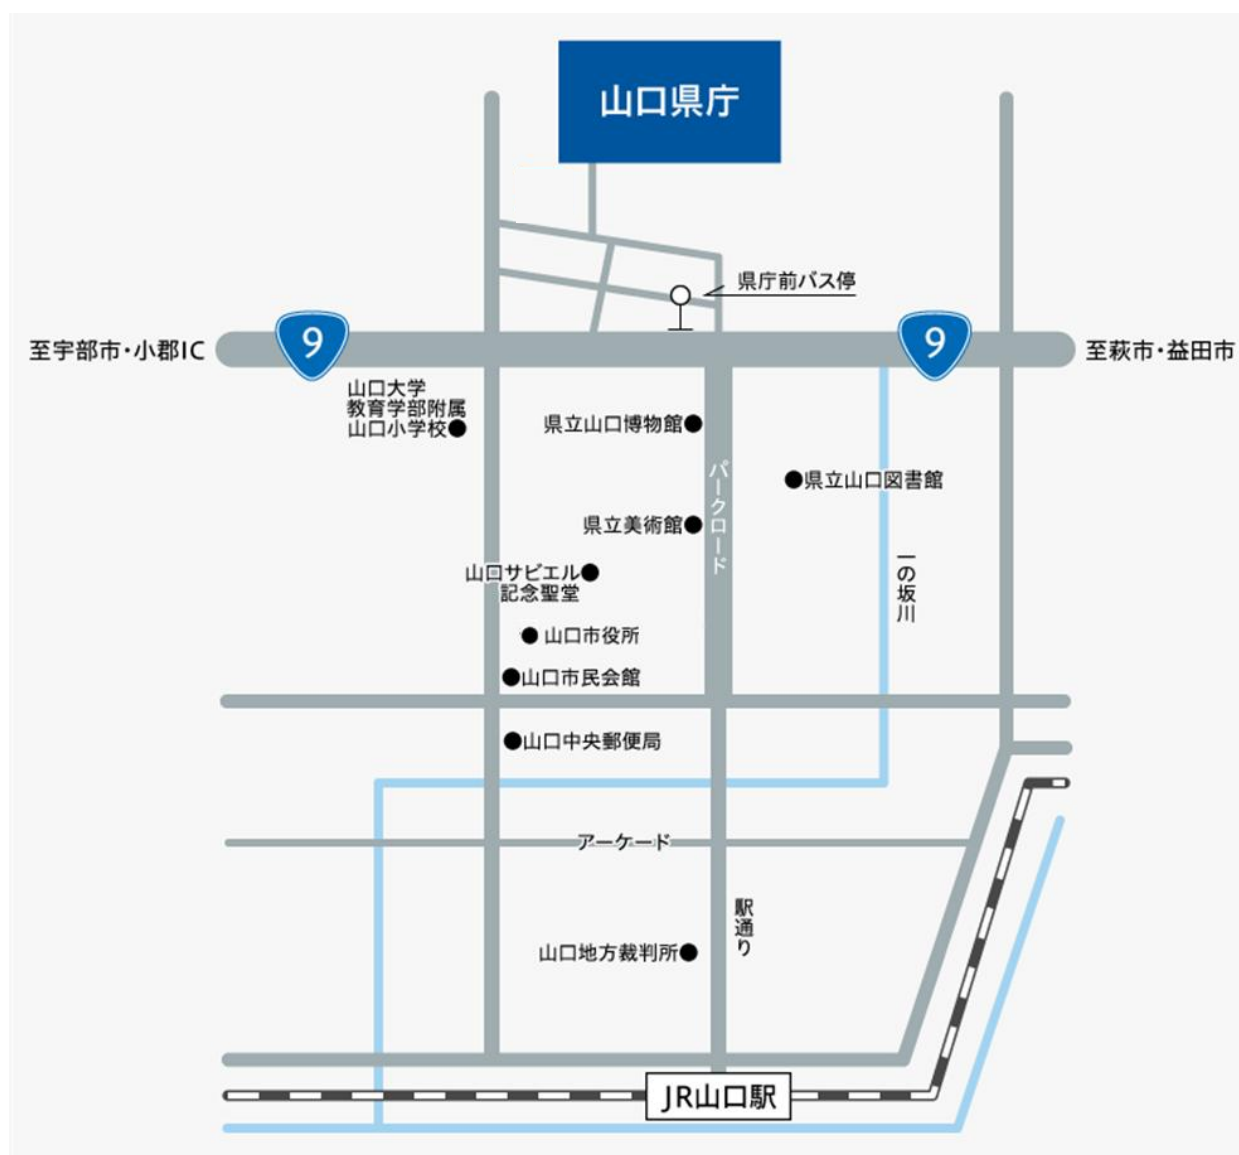 山口県庁
県庁前バス停
9
9
至宇部市・小郡IC
至萩市・益田市
山口大学
教育学部附属
山口小学校
県立山口博物館
パークロード
県立山口図書館
県立美術館
山口サビエル
記念聖堂
一の坂川
山口市役所
山口市民会館
山口中央郵便局
アーケード
駅通り
山口地方裁判所
JR山口駅